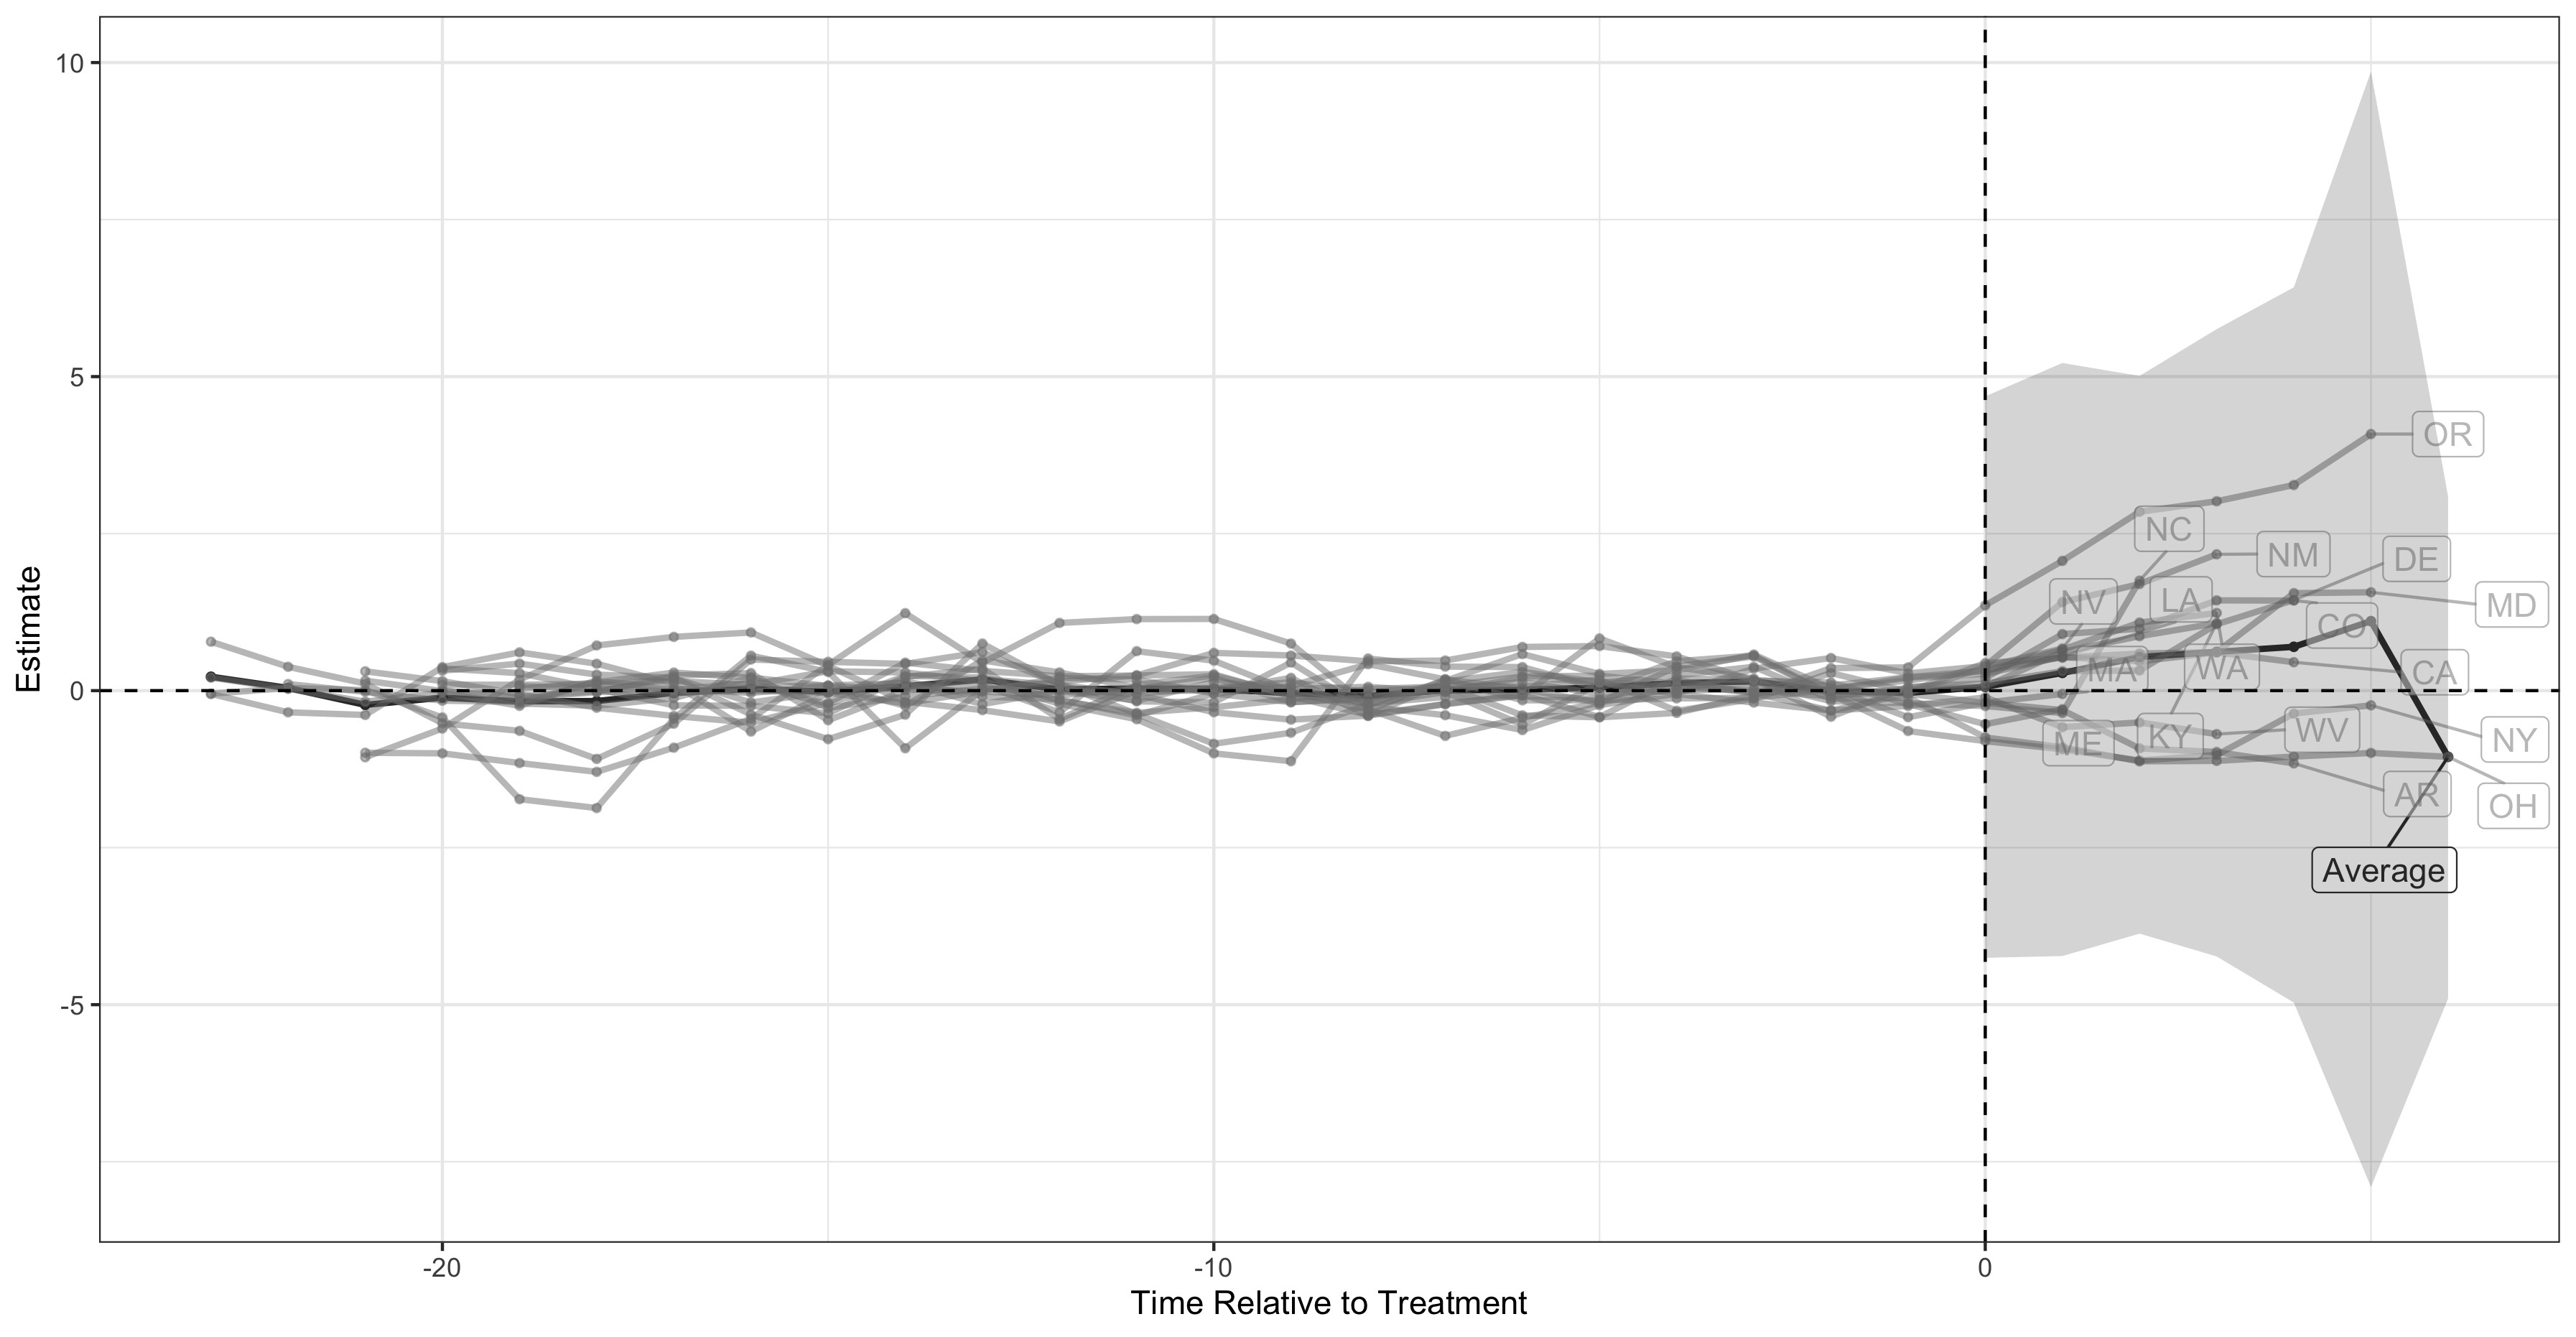 10
5
0
-5
Estimate
OR
NC
NM
DE
NV
LA
MD
CO
MA
WA
CA
ME
KY
WV
NY
AR
OH
Average
-20
-10
0
Time Relative to Treatment